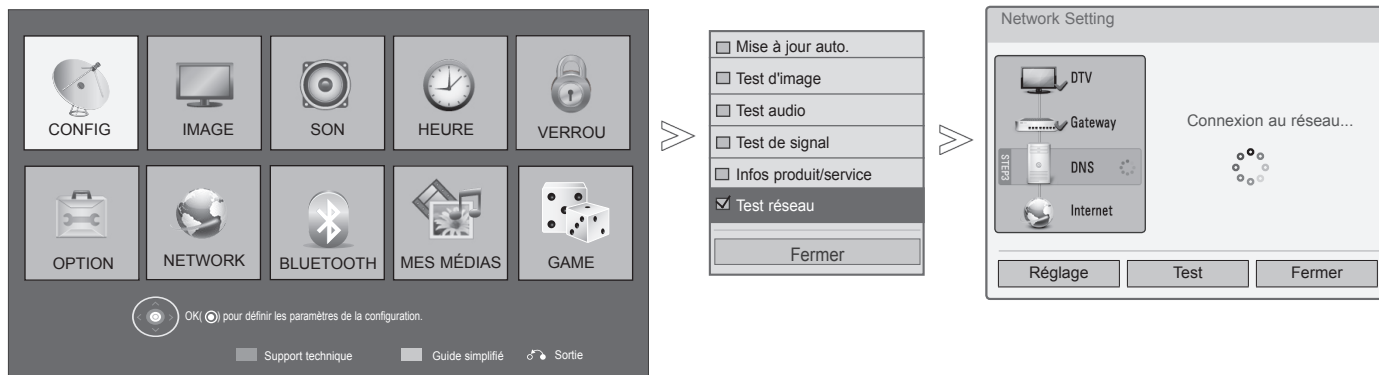 CONFIG
IMAGE
SON
HEURE
VERROU
OPTION
NETWORK
BLUETOOTH
MES MÉDIAS
GAME
OK( ) pour définir les paramètres de la configuration.
Support technique
Guide simplifié
Sortie
Mise à jour auto.
Test d'image
Test audio
Test de signal
Infos produit/service
Test réseau
Fermer
Network Setting
DTV
Gateway
STEP3
DNS
Internet
Connexion au réseau...
Réglage
Test
Fermer